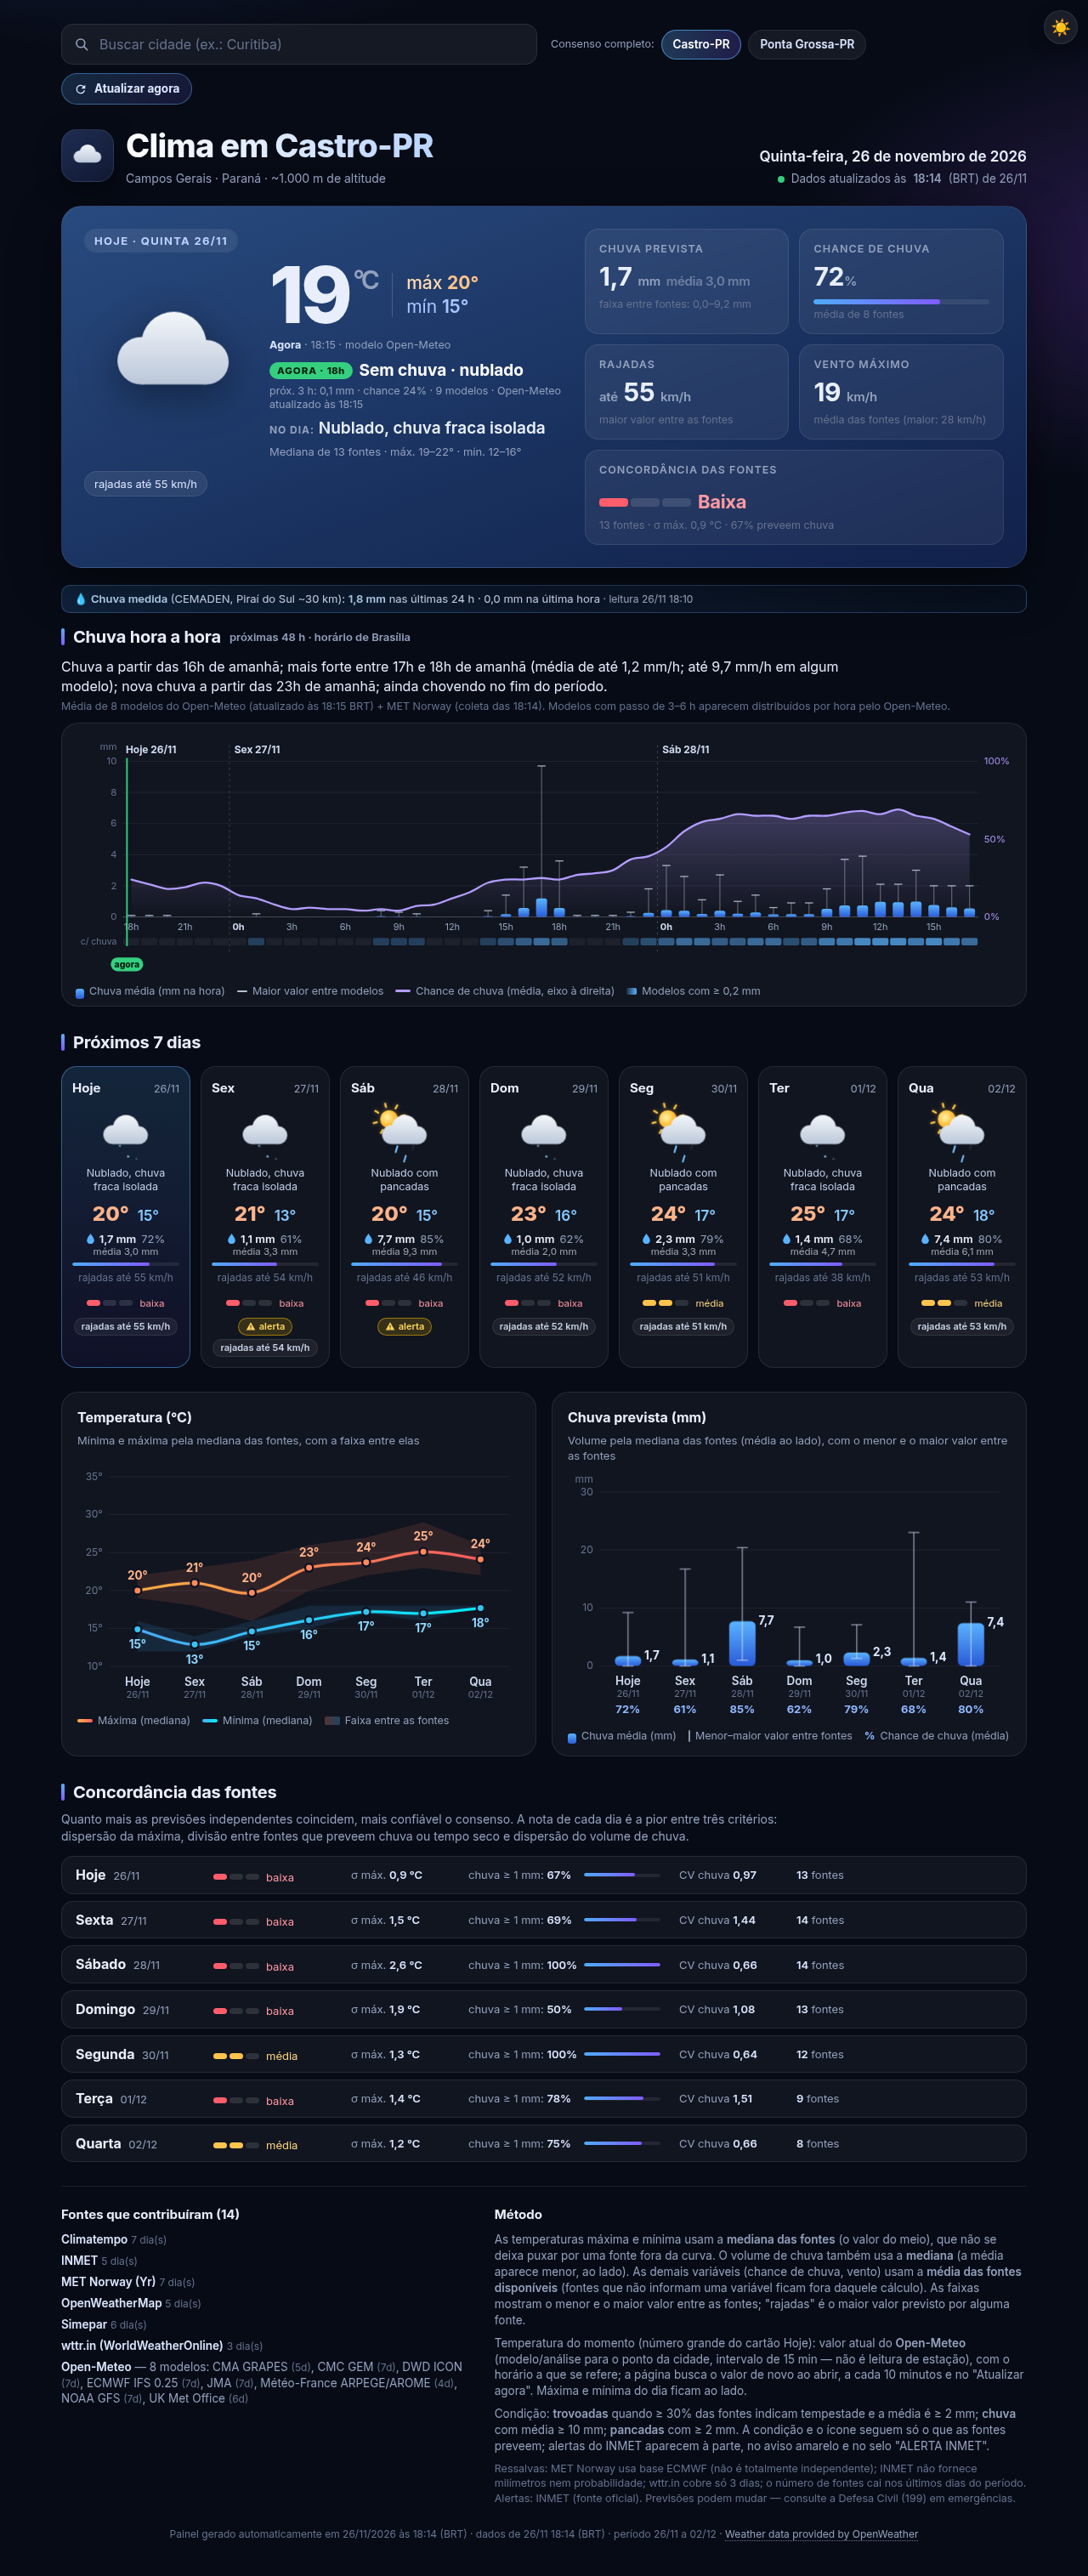 Buscar cidade (ex.: Curitiba)
Consenso completo: Castro-PR Ponta Grossa-PR
Atualizar agora
Clima em Castro-PR
Campos Gerais · Paraná · ~1.000 m de altitude
Quinta-feira, 26 de novembro de 2026
Dados atualizados às 18:14 (BRT) de 26/11
HOJE · QUINTA 26/11
19 °C
máx 20°
mín 15°
Agora · 18:15 · modelo Open-Meteo
AGORA · 18h Sem chuva · nublado
próx. 3 h: 0,1 mm · chance 24% · 9 modelos · Open-Meteo
atualizado às 18:15
NO DIA: Nublado, chuva fraca isolada
Mediana de 13 fontes · máx. 19–22° · mín. 12–16°
rajadas até 55 km/h
CHUVA PREVISTA
1,7 mm média 3,0 mm
faixa entre fontes: 0,0–9,2 mm
CHANCE DE CHUVA
72%
média de 8 fontes
RAJADAS
até 55 km/h
maior valor entre as fontes
VENTO MÁXIMO
19 km/h
média das fontes (maior: 28 km/h)
CONCORDÂNCIA DAS FONTES
Baixa
13 fontes · σ máx. 0,9 °C · 67% preveem chuva
💧 Chuva medida (CEMADEN, Piraí do Sul ~30 km): 1,8 mm nas últimas 24 h · 0,0 mm na última hora · leitura 26/11 18:10
Chuva hora a hora próximas 48 h · horário de Brasília
Chuva a partir das 16h de amanhã; mais forte entre 17h e 18h de amanhã (média de até 1,2 mm/h; até 9,7 mm/h em algum
modelo); nova chuva a partir das 23h de amanhã; ainda chovendo no fim do período.
Média de 8 modelos do Open-Meteo (atualizado às 18:15 BRT) + MET Norway (coleta das 18:14). Modelos com passo de 3–6 h aparecem distribuídos por hora pelo Open-Meteo.
mm Hoje 26/11 Sex 27/11 Sáb 28/11
10 100%
8
6
50%
4
2
0 0%
18h 21h 0h 3h 6h 9h 12h 15h 18h 21h 0h 3h 6h 9h 12h 15h
c/ chuva
agora
Chuva média (mm na hora) Maior valor entre modelos Chance de chuva (média, eixo à direita) Modelos com ≥ 0,2 mm
Próximos 7 dias
Hoje 26/11
Nublado, chuva
fraca isolada
20° 15°
1,7 mm 72%
média 3,0 mm
rajadas até 55 km/h
baixa
rajadas até 55 km/h
Sex 27/11
Nublado, chuva
fraca isolada
21° 13°
1,1 mm 61%
média 3,3 mm
rajadas até 54 km/h
baixa
alerta
rajadas até 54 km/h
Sáb 28/11
Nublado com
pancadas
20° 15°
7,7 mm 85%
média 9,3 mm
rajadas até 46 km/h
baixa
alerta
Dom 29/11
Nublado, chuva
fraca isolada
23° 16°
1,0 mm 62%
média 2,0 mm
rajadas até 52 km/h
baixa
rajadas até 52 km/h
Seg 30/11
Nublado com
pancadas
24° 17°
2,3 mm 79%
média 3,3 mm
rajadas até 51 km/h
média
rajadas até 51 km/h
Ter 01/12
Nublado, chuva
fraca isolada
25° 17°
1,4 mm 68%
média 4,7 mm
rajadas até 38 km/h
baixa
Qua 02/12
Nublado com
pancadas
24° 18°
7,4 mm 80%
média 6,1 mm
rajadas até 53 km/h
média
rajadas até 53 km/h
Temperatura (°C)
Mínima e máxima pela mediana das fontes, com a faixa entre elas
35°
30°
25°
20°
15°
10°
20° 21° 20° 23° 24° 25° 24°
15° 13° 15° 16° 17° 17° 18°
Hoje Sex Sáb Dom Seg Ter Qua
26/11 27/11 28/11 29/11 30/11 01/12 02/12
Máxima (mediana) Mínima (mediana) Faixa entre as fontes
Chuva prevista (mm)
Volume pela mediana das fontes (média ao lado), com o menor e o maior valor entre
as fontes
mm
30
20
10
0
1,7 1,1 7,7 1,0 2,3 1,4 7,4
Hoje Sex Sáb Dom Seg Ter Qua
26/11 27/11 28/11 29/11 30/11 01/12 02/12
72% 61% 85% 62% 79% 68% 80%
Chuva média (mm) | Menor–maior valor entre fontes % Chance de chuva (média)
Concordância das fontes
Quanto mais as previsões independentes coincidem, mais confiável o consenso. A nota de cada dia é a pior entre três critérios:
dispersão da máxima, divisão entre fontes que preveem chuva ou tempo seco e dispersão do volume de chuva.
Hoje 26/11 baixa σ máx. 0,9 °C chuva ≥ 1 mm: 67% CV chuva 0,97 13 fontes
Sexta 27/11 baixa σ máx. 1,5 °C chuva ≥ 1 mm: 69% CV chuva 1,44 14 fontes
Sábado 28/11 baixa σ máx. 2,6 °C chuva ≥ 1 mm: 100% CV chuva 0,66 14 fontes
Domingo 29/11 baixa σ máx. 1,9 °C chuva ≥ 1 mm: 50% CV chuva 1,08 13 fontes
Segunda 30/11 média σ máx. 1,3 °C chuva ≥ 1 mm: 100% CV chuva 0,64 12 fontes
Terça 01/12 baixa σ máx. 1,4 °C chuva ≥ 1 mm: 78% CV chuva 1,51 9 fontes
Quarta 02/12 média σ máx. 1,2 °C chuva ≥ 1 mm: 75% CV chuva 0,66 8 fontes
Fontes que contribuíram (14)
Climatempo 7 dia(s)
INMET 5 dia(s)
MET Norway (Yr) 7 dia(s)
OpenWeatherMap 5 dia(s)
Simepar 6 dia(s)
wttr.in (WorldWeatherOnline) 3 dia(s)
Open-Meteo — 8 modelos: CMA GRAPES (5d), CMC GEM (7d), DWD ICON
(7d), ECMWF IFS 0.25 (7d), JMA (7d), Météo-France ARPEGE/AROME (4d),
NOAA GFS (7d), UK Met Office (6d)
Método
As temperaturas máxima e mínima usam a mediana das fontes (o valor do meio), que não se
deixa puxar por uma fonte fora da curva. O volume de chuva também usa a mediana (a média
aparece menor, ao lado). As demais variáveis (chance de chuva, vento) usam a média das fontes
disponíveis (fontes que não informam uma variável ficam fora daquele cálculo). As faixas
mostram o menor e o maior valor entre as fontes; "rajadas" é o maior valor previsto por alguma
fonte.
Temperatura do momento (número grande do cartão Hoje): valor atual do Open-Meteo
(modelo/análise para o ponto da cidade, intervalo de 15 min — não é leitura de estação), com o
horário a que se refere; a página busca o valor de novo ao abrir, a cada 10 minutos e no "Atualizar
agora". Máxima e mínima do dia ficam ao lado.
Condição: trovoadas quando ≥ 30% das fontes indicam tempestade e a média é ≥ 2 mm; chuva
com média ≥ 10 mm; pancadas com ≥ 2 mm. A condição e o ícone seguem só o que as fontes
preveem; alertas do INMET aparecem à parte, no aviso amarelo e no selo "ALERTA INMET".
Ressalvas: MET Norway usa base ECMWF (não é totalmente independente); INMET não fornece
milímetros nem probabilidade; wttr.in cobre só 3 dias; o número de fontes cai nos últimos dias do período.
Alertas: INMET (fonte oficial). Previsões podem mudar — consulte a Defesa Civil (199) em emergências.
Painel gerado automaticamente em 26/11/2026 às 18:14 (BRT) · dados de 26/11 18:14 (BRT) · período 26/11 a 02/12 · Weather data provided by OpenWeather